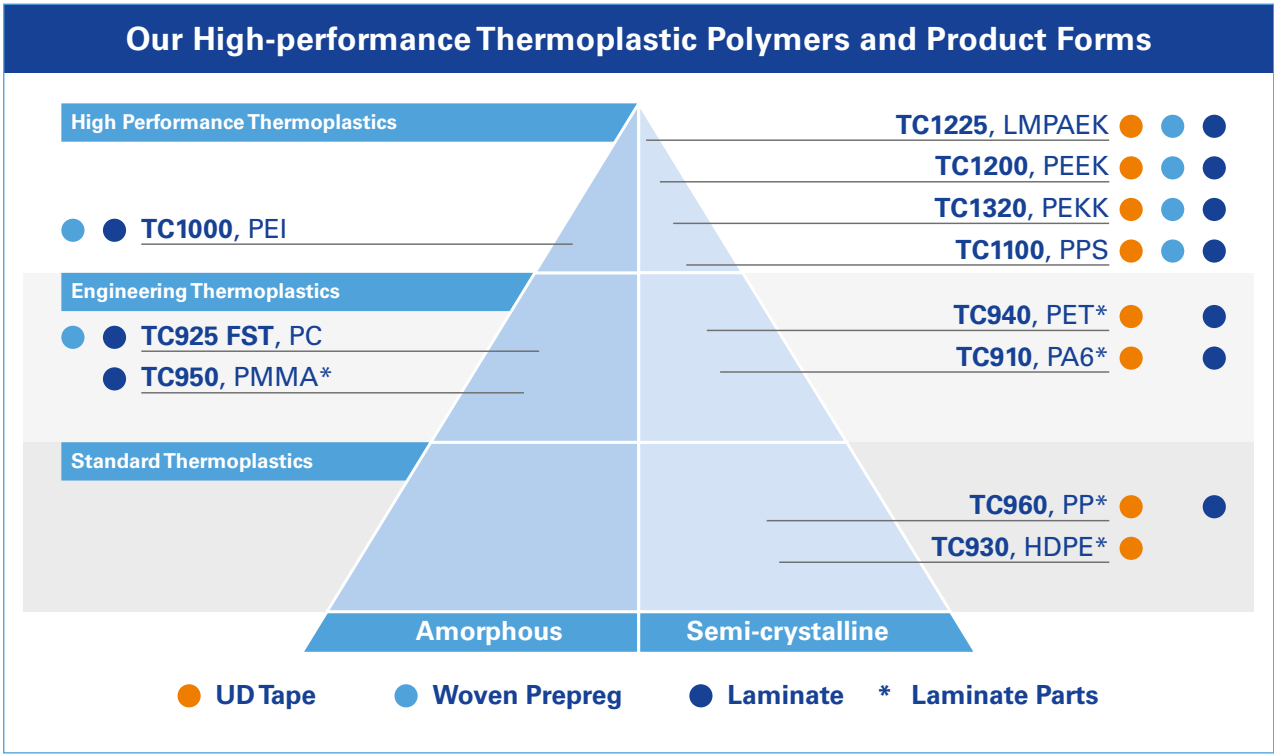 Our High-performance Thermoplastic Polymers and Product Forms
High Performance Thermoplastics
TC1225, LMPAEK
TC1200, PEEK
TC1320, PEKK
TC1000, PEI
TC1100, PPS
Engineering Thermoplastics
TC925 FST, PC
TC950, PMMA*
TC940, PET*
TC910, PA6*
Standard Thermoplastics
TC960, PP*
TC930, HDPE*
Amorphous
Semi-crystalline
UD Tape
Woven Prepreg
Laminate
* Laminate Parts